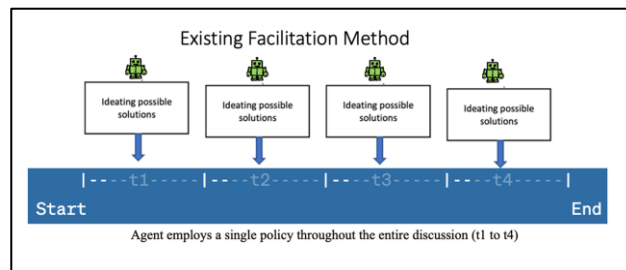 Existing Facilitation Method
Ideating possible
solutions
Ideating possible
solutions
Ideating possible
solutions
Ideating possible
solutions
|-----t1-----|-----t2-----|-----t3-----|-----t4-----|
Start End
Agent employs a single policy throughout the entire discussion (t1 to t4)